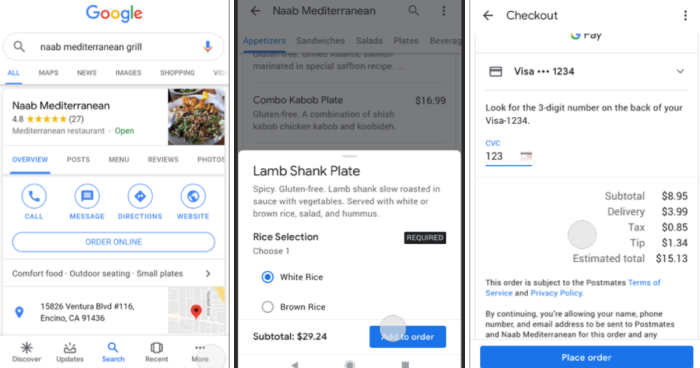 Google
naab mediterranean grill
ALL MAPS NEWS IMAGES SHOPPING
Naab Mediterranean
4.8 ★★★★★ (27)
Mediterranean restaurant · Open
OVERVIEW POSTS MENU REVIEWS PHOTOS
CALL MESSAGE DIRECTIONS WEBSITE
ORDER ONLINE
Comfort food · Outdoor seating · Small plates
15826 Ventura Blvd #116,
Encino, CA 91436
Discover Updates Search Recent More
Naab Mediterranean
Appetizers Sandwiches Salads Plates Beverag
Gluten-free. Grilled Atlantic salmon
marinated in special saffron recipe. ...
Combo Kabob Plate $16.99
Gluten-free. A combination of shish
kabob chicken kabob and koobideh.
Lamb Shank Plate
Spicy. Gluten-free. Lamb shank slow roasted in
sauce with vegetables. Served with white or
brown rice, salad, and hummus.
Rice Selection REQUIRED
Choose 1
White Rice
Brown Rice
Subtotal: $29.24 Add to order
Checkout
G Pay
Visa ••• 1234
Look for the 3-digit number on the back of your
Visa-1234.
CVC
123
Subtotal $8.95
Delivery $3.99
Tax $0.85
Tip $1.34
Estimated total $15.13
This order is subject to the Postmates Terms of
Service and Privacy Policy.
By continuing, you're allowing your name, phone
number, and email address to be sent to Postmates
and Naab Mediterranean for this order and any
Place order